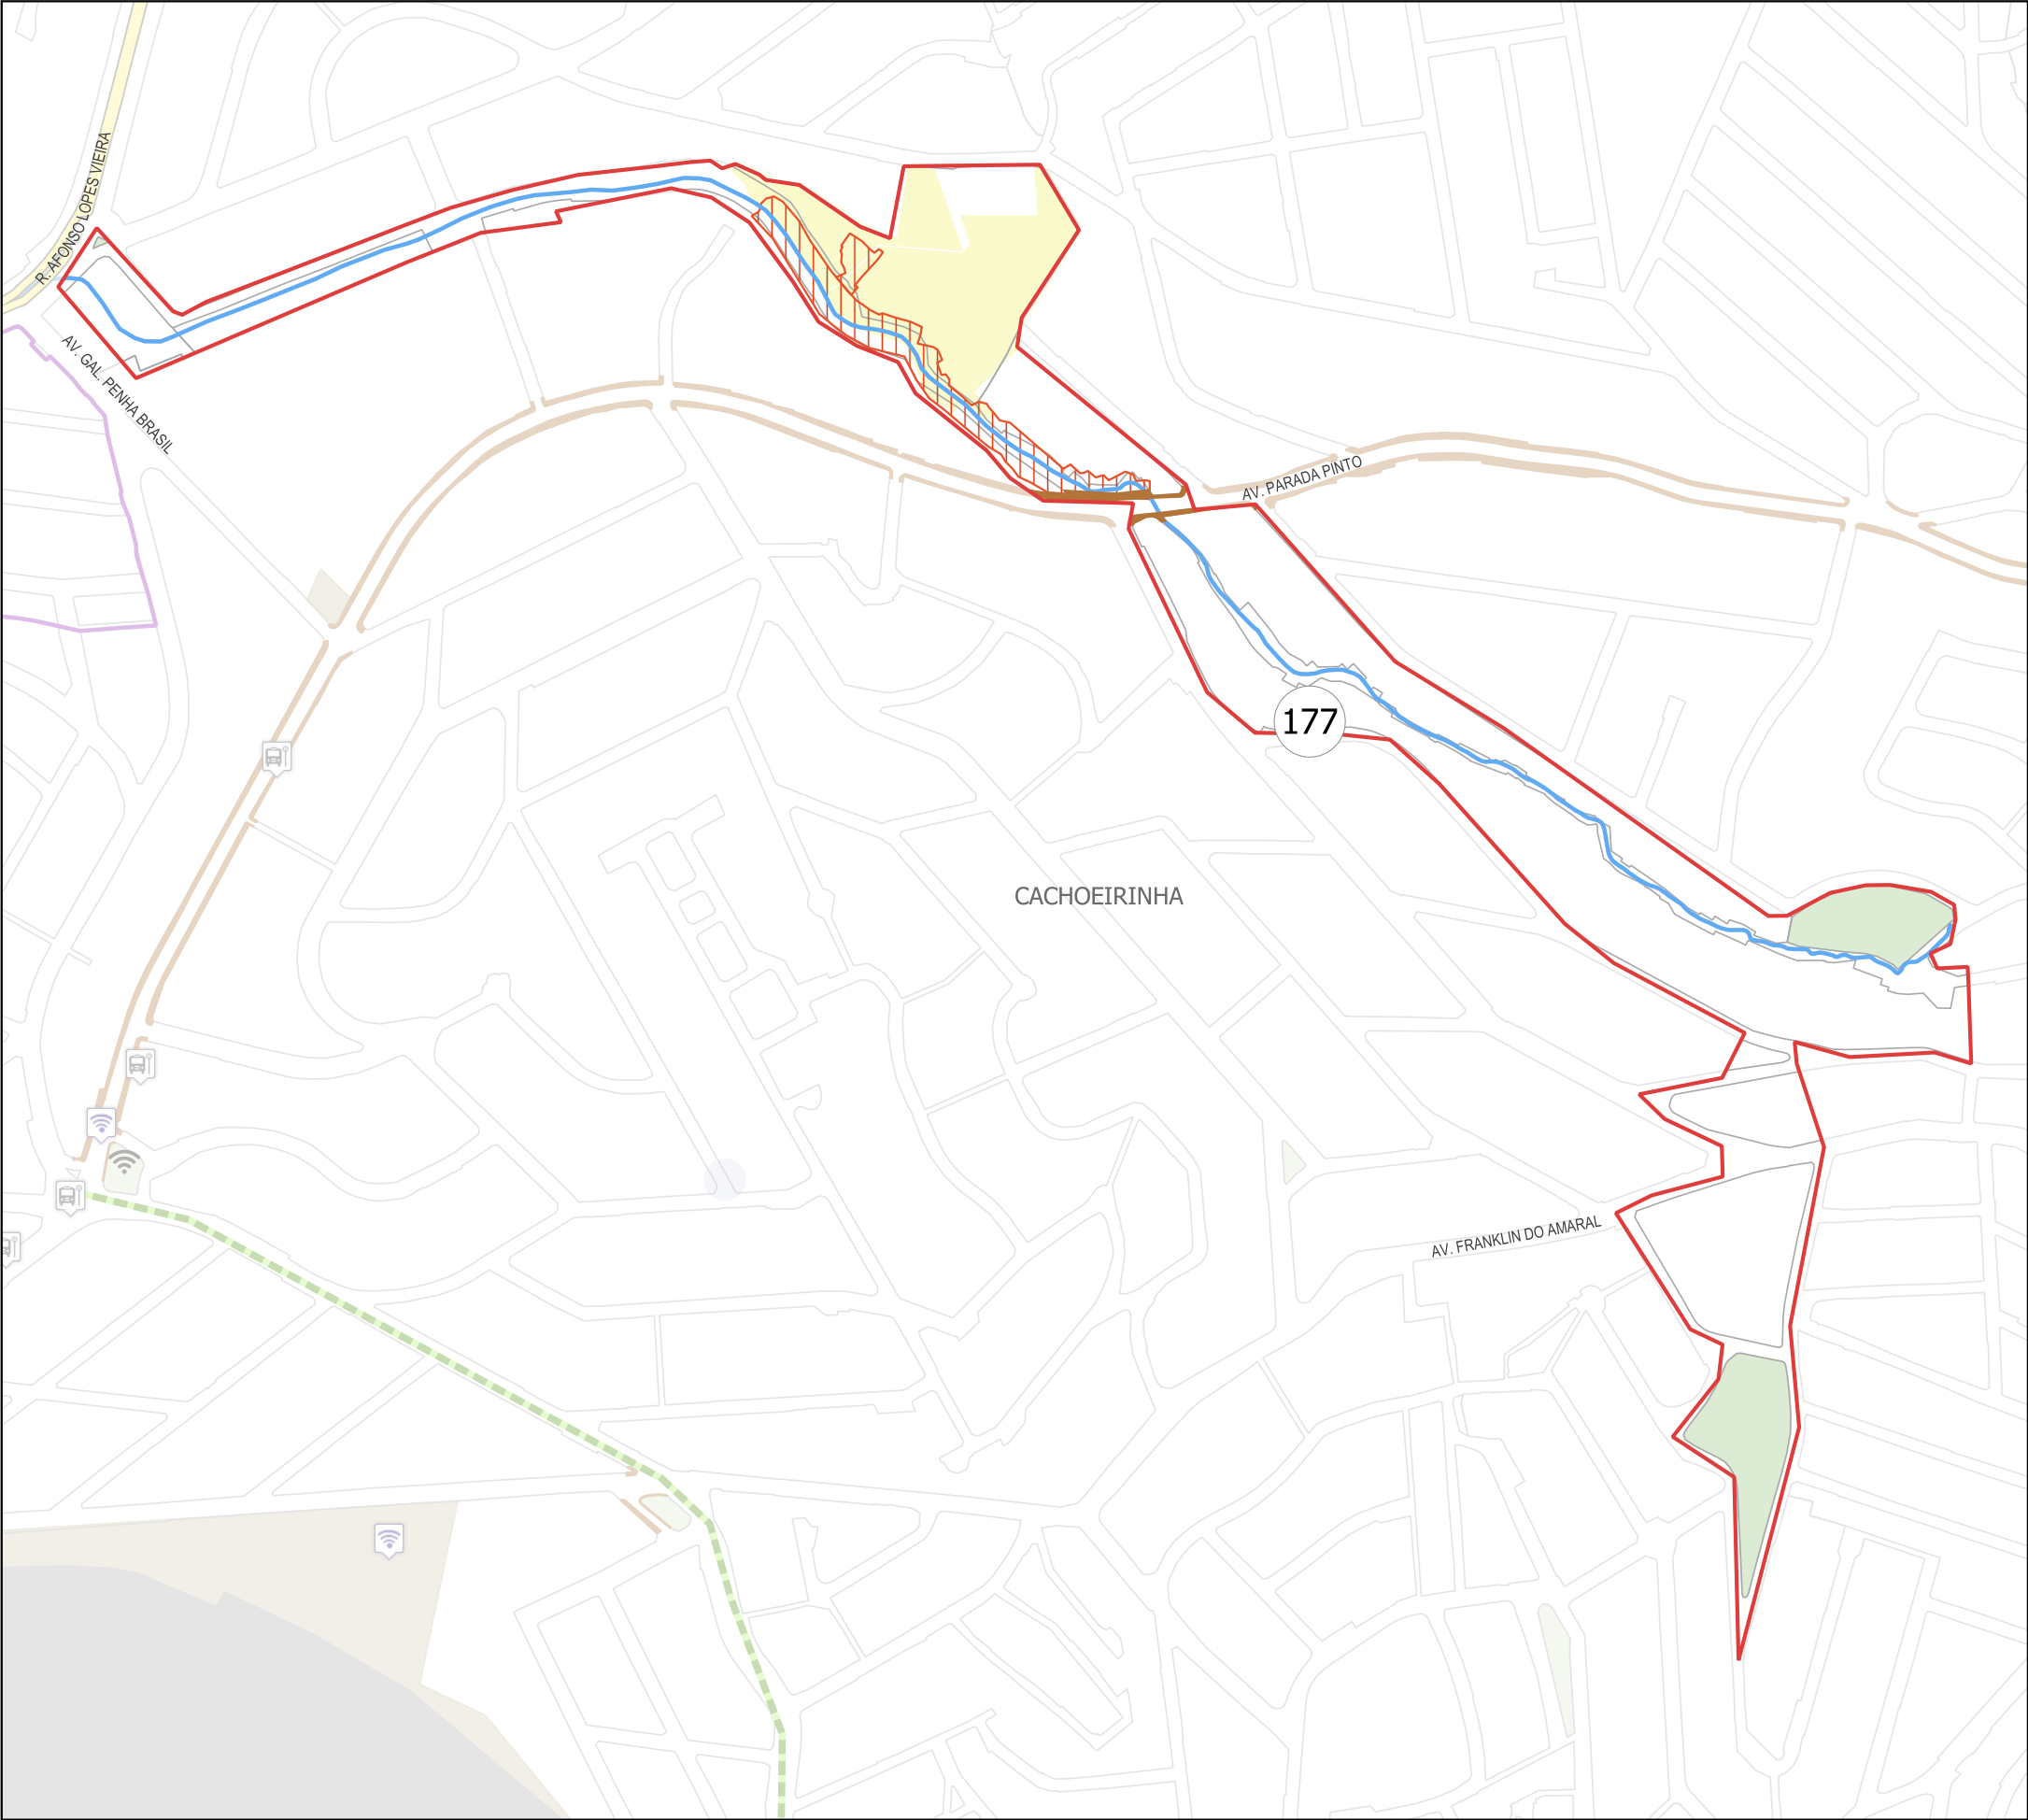 R. AFONSO LOPES VIEIRA
AV. GAL. PENHA BRASIL
AV. PARADA PINTO
177
CACHOEIRINHA
AV. FRANKLIN DO AMARAL